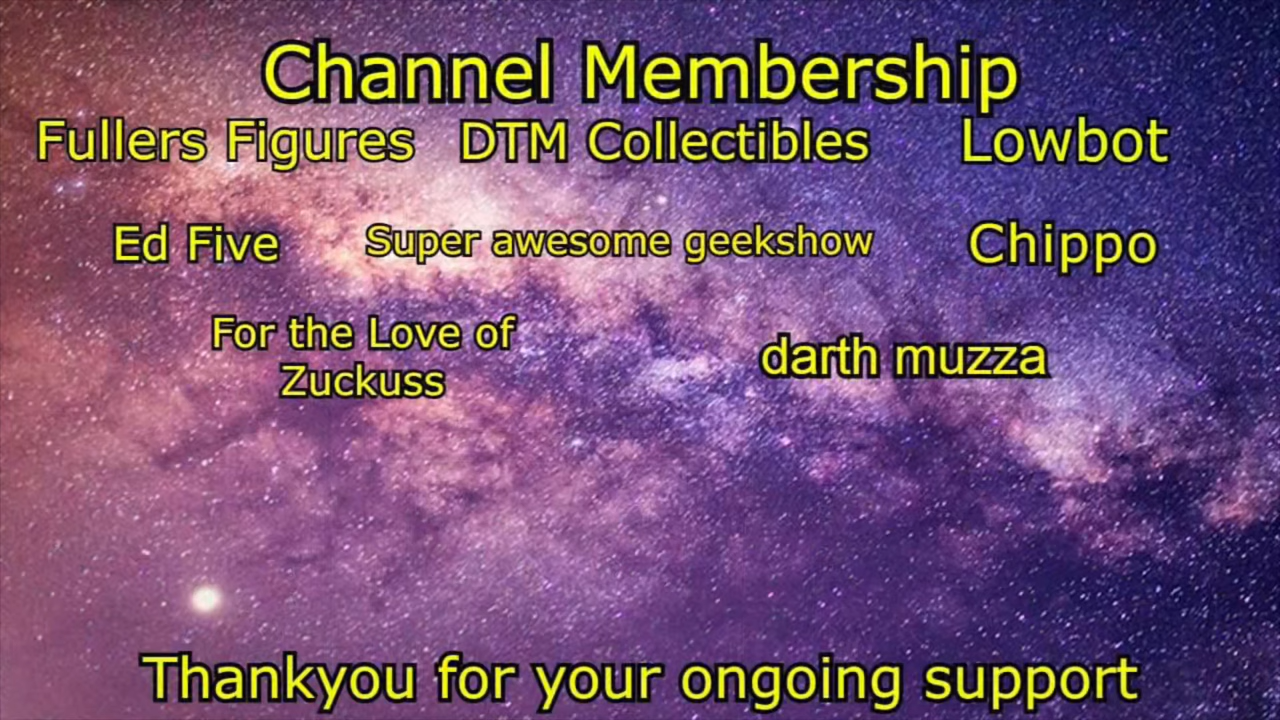 Channel Membership
Fullers Figures DTM Collectibles Lowbot
Ed Five Super awesome geekshow Chippo
For the Love of
Zuckuss
darth muzza
Thankyou for your ongoing support